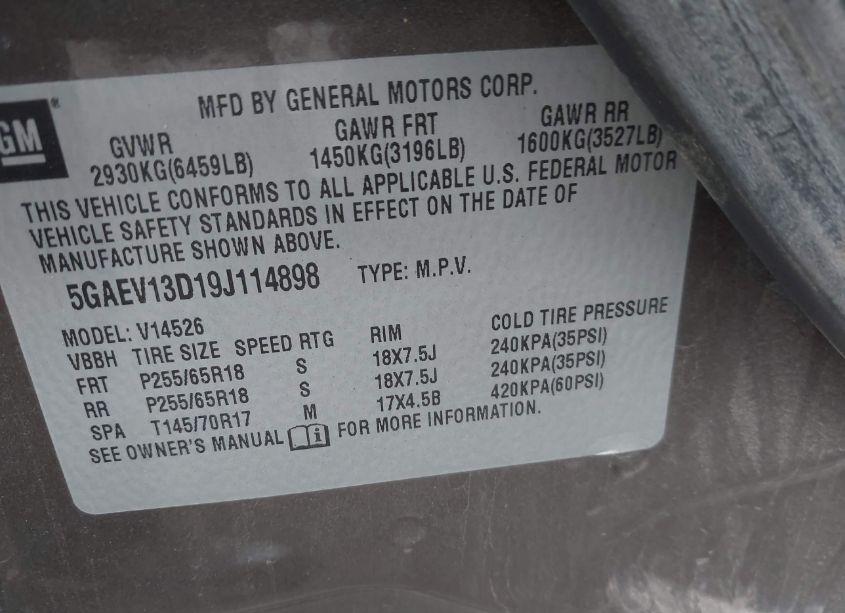 GM®
MFD BY GENERAL MOTORS CORP.
GVWR GAWR FRT GAWR RR
2930KG(6459LB) 1450KG(3196LB) 1600KG(3527LB)
THIS VEHICLE CONFORMS TO ALL APPLICABLE U.S. FEDERAL MOTOR
VEHICLE SAFETY STANDARDS IN EFFECT ON THE DATE OF
MANUFACTURE SHOWN ABOVE.
5GAEV13D19J114898 TYPE: M.P.V.
MODEL: V14526
VBBH TIRE SIZE SPEED RTG RIM COLD TIRE PRESSURE
FRT P255/65R18 S 18X7.5J 240KPA(35PSI)
RR P255/65R18 S 18X7.5J 240KPA(35PSI)
SPA T145/70R17 M 17X4.5B 420KPA(60PSI)
SEE OWNER'S MANUAL i FOR MORE INFORMATION.